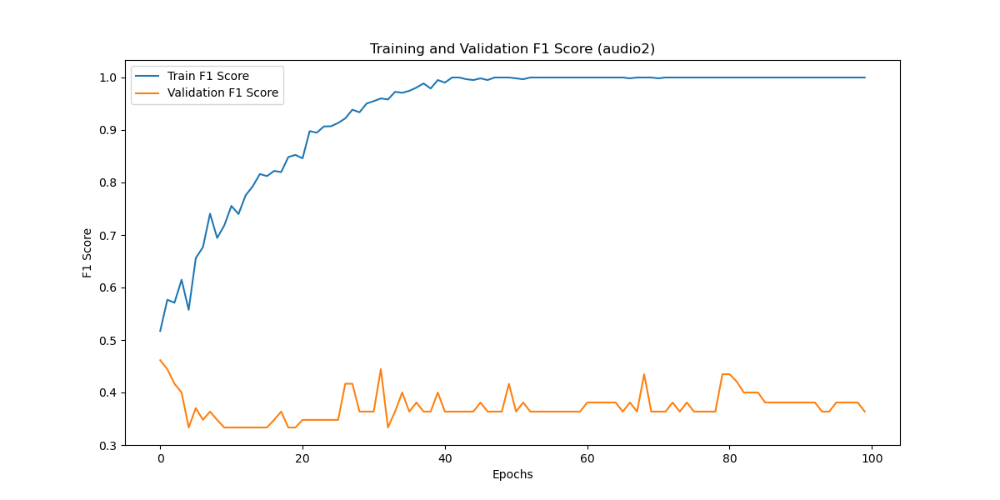 Training and Validation F1 Score (audio2)
Train F1 Score
Validation F1 Score
F1 Score
1.0
0.9
0.8
0.7
0.6
0.5
0.4
0.3
0 20 40 60 80 100
Epochs